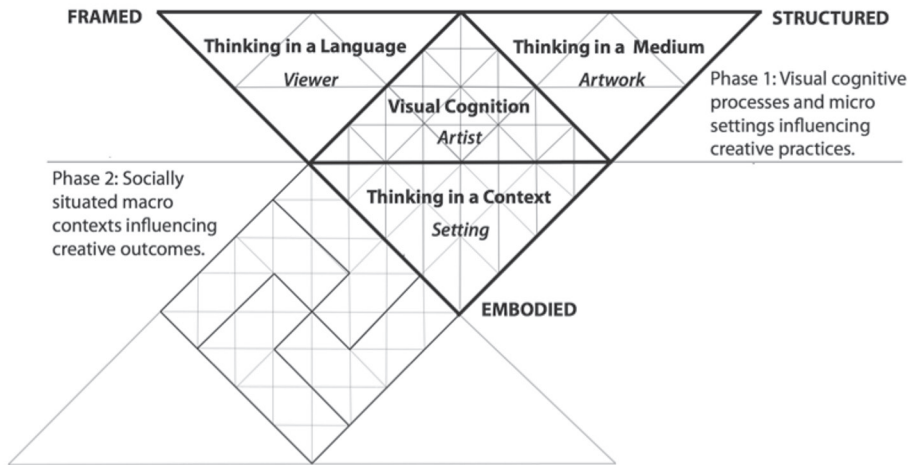 FRAMED
STRUCTURED
Thinking in a Language
Viewer
Thinking in a Medium
Artwork
Visual Cognition
Artist
Phase 1: Visual cognitive
processes and micro
settings influencing
creative practices.
Phase 2: Socially
situated macro
contexts influencing
creative outcomes.
Thinking in a Context
Setting
EMBODIED